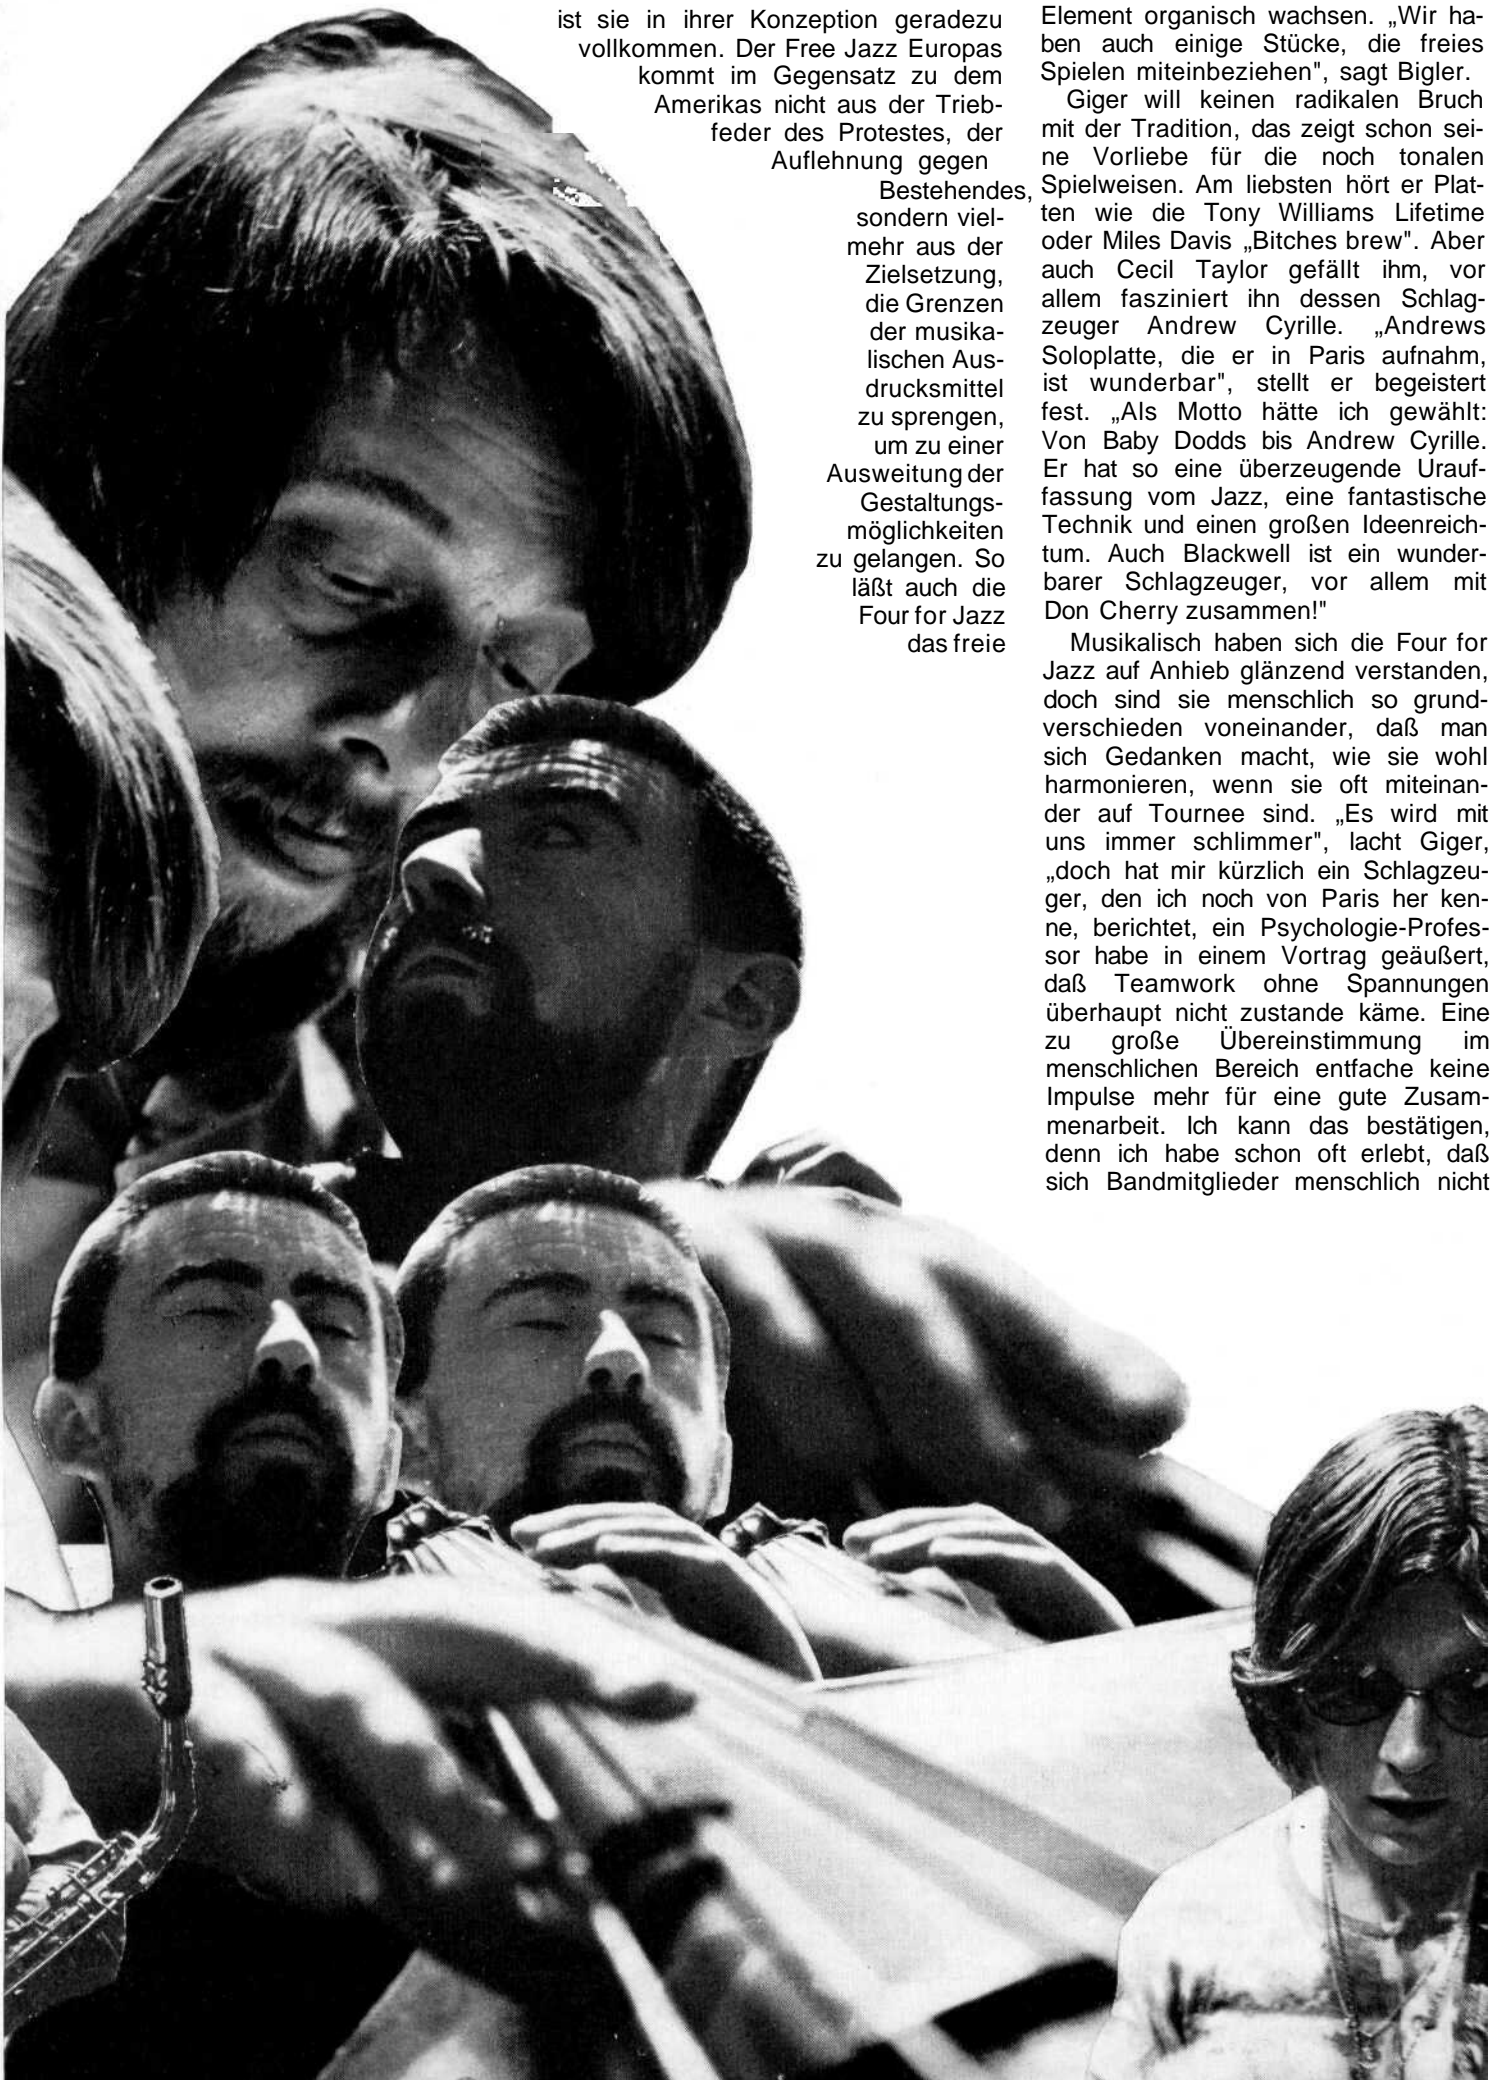 ist sie in ihrer Konzeption geradezu
vollkommen. Der Free Jazz Europas
kommt im Gegensatz zu dem
Amerikas nicht aus der Trieb-
feder des Protestes, der
Auflehnung gegen
Bestehendes,
sondern viel-
mehr aus der
Zielsetzung,
die Grenzen
der musika-
lischen Aus-
drucksmittel
zu sprengen,
um zu einer
Ausweitung der
Gestaltungs-
möglichkeiten
zu gelangen. So
läßt auch die
Four for Jazz
das freie
Element organisch wachsen. „Wir ha-
ben auch einige Stücke, die freies
Spielen miteinbeziehen", sagt Bigler.
Giger will keinen radikalen Bruch
mit der Tradition, das zeigt schon sei-
ne Vorliebe für die noch tonalen
Spielweisen. Am liebsten hört er Plat-
ten wie die Tony Williams Lifetime
oder Miles Davis „Bitches brew". Aber
auch Cecil Taylor gefällt ihm, vor
allem fasziniert ihn dessen Schlag-
zeuger Andrew Cyrille. „Andrews
Soloplatte, die er in Paris aufnahm,
ist wunderbar", stellt er begeistert
fest. „Als Motto hätte ich gewählt:
Von Baby Dodds bis Andrew Cyrille.
Er hat so eine überzeugende Urauf-
fassung vom Jazz, eine fantastische
Technik und einen großen Ideenreich-
tum. Auch Blackwell ist ein wunder-
barer Schlagzeuger, vor allem mit
Don Cherry zusammen!"
Musikalisch haben sich die Four for
Jazz auf Anhieb glänzend verstanden,
doch sind sie menschlich so grund-
verschieden voneinander, daß man
sich Gedanken macht, wie sie wohl
harmonieren, wenn sie oft miteinan-
der auf Tournee sind. „Es wird mit
uns immer schlimmer", lacht Giger,
„doch hat mir kürzlich ein Schlagzeu-
ger, den ich noch von Paris her ken-
ne, berichtet, ein Psychologie-Profes-
sor habe in einem Vortrag geäußert,
daß Teamwork ohne Spannungen
überhaupt nicht zustande käme. Eine
zu große Übereinstimmung im
menschlichen Bereich entfache keine
Impulse mehr für eine gute Zusam-
menarbeit. Ich kann das bestätigen,
denn ich habe schon oft erlebt, daß
sich Bandmitglieder menschlich nicht